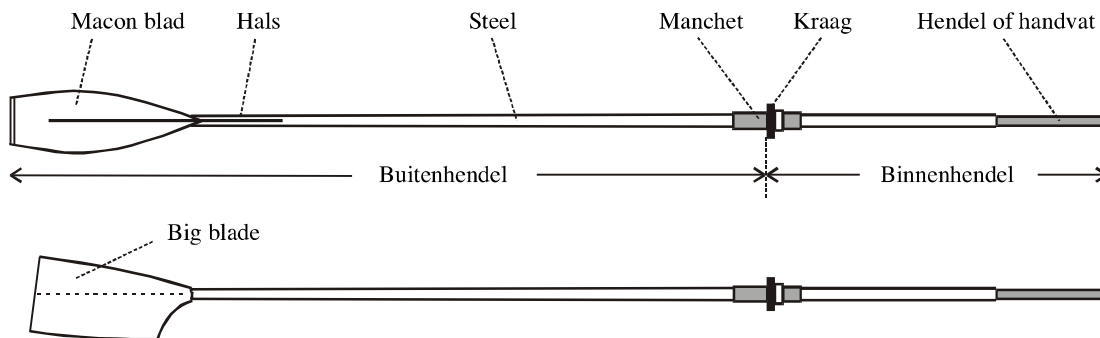 Macon blad
Hals
Steel
Manchet
Kraag
Hendel of handvat
Buitenhendel
Binnenhendel
Big blade